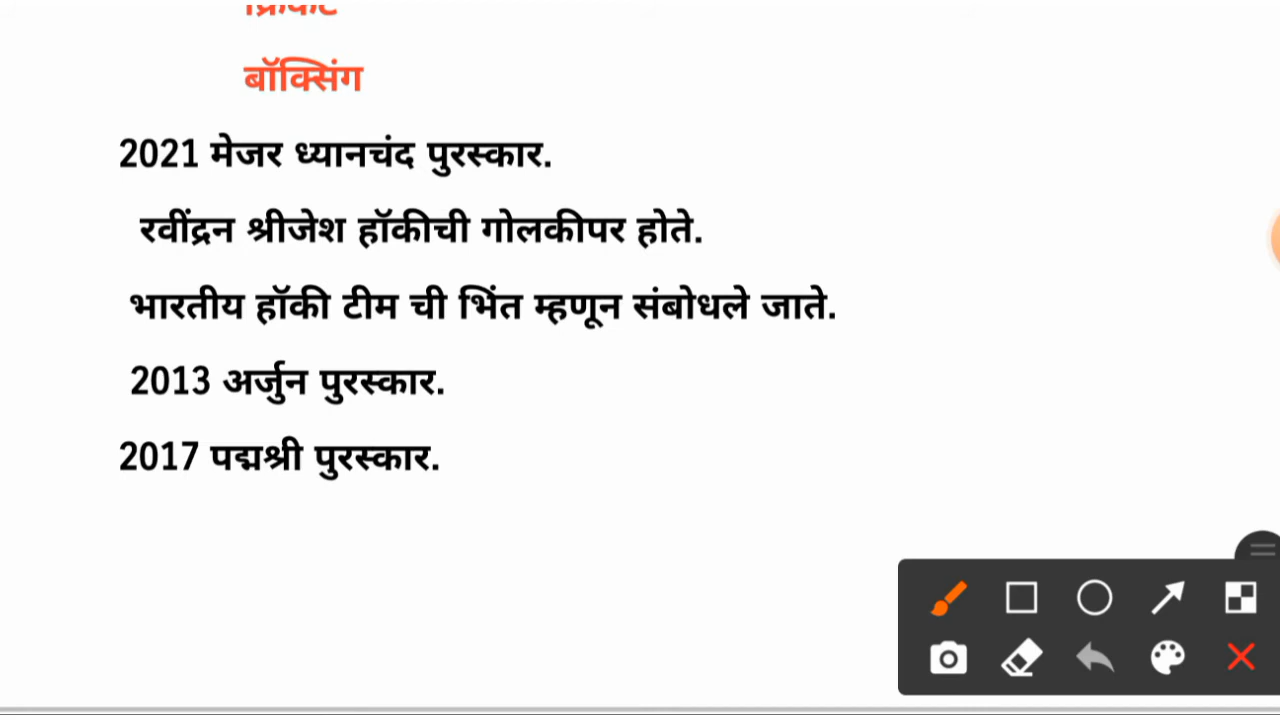 बॉक्सिंग
2021 मेजर ध्यानचंद पुरस्कार.
रवींद्रन श्रीजेश हॉकीची गोलकीपर होते.
भारतीय हॉकी टीम ची भिंत म्हणून संबोधले जाते.
2013 अर्जुन पुरस्कार.
2017 पद्मश्री पुरस्कार.